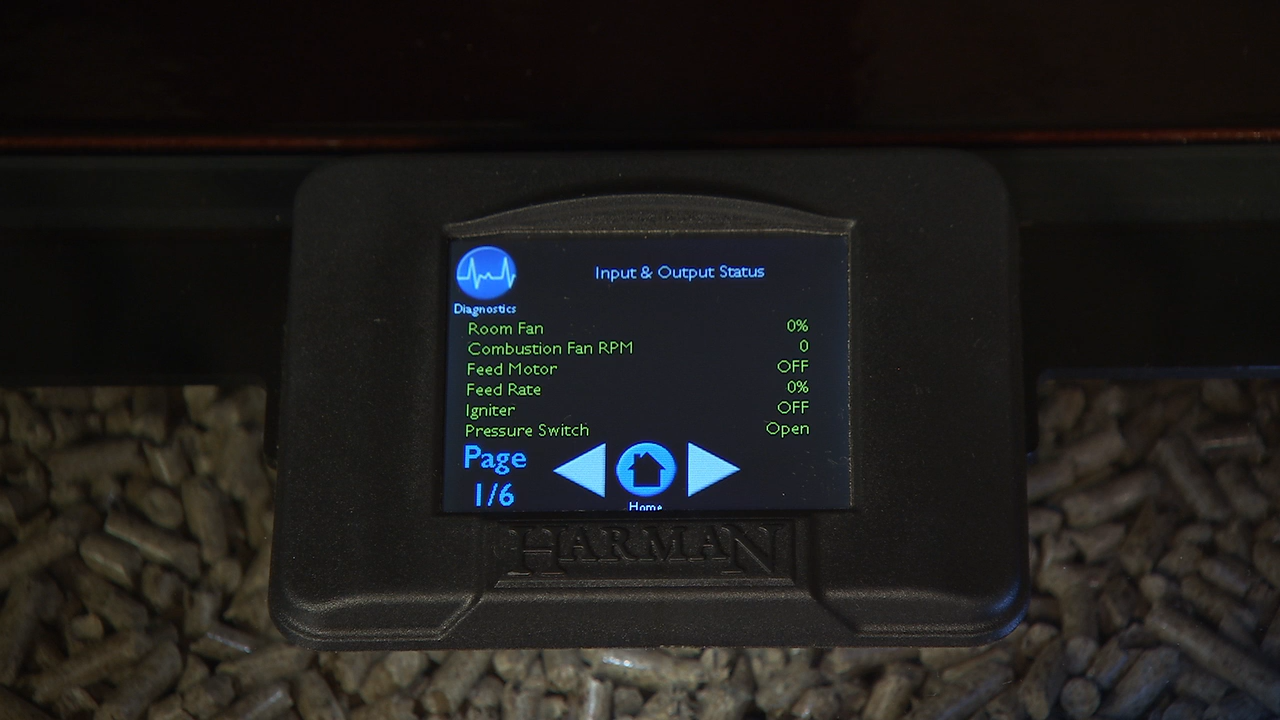 Input & Output Status
Diagnostics
Room Fan 0%
Combustion Fan RPM 0
Feed Motor OFF
Feed Rate 0%
Igniter OFF
Pressure Switch Open
Page
1/6
Home
HARMAN